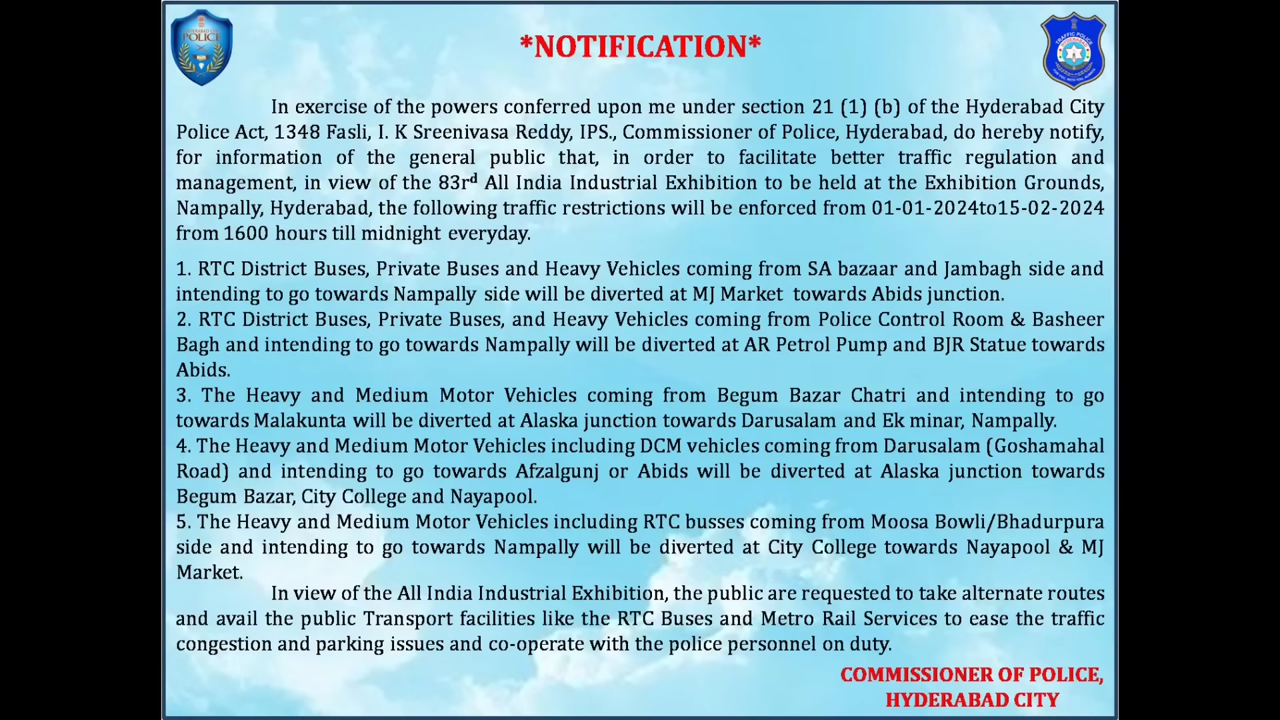 *NOTIFICATION*
POLICE
TRAFFIC POLICE
In exercise of the powers conferred upon me under section 21 (1) (b) of the Hyderabad City
Police Act, 1348 Fasli, I. K Sreenivasa Reddy, IPS., Commissioner of Police, Hyderabad, do hereby notify,
for information of the general public that, in order to facilitate better traffic regulation and
management, in view of the 83rd All India Industrial Exhibition to be held at the Exhibition Grounds,
Nampally, Hyderabad, the following traffic restrictions will be enforced from 01-01-2024to15-02-2024
from 1600 hours till midnight everyday.
1. RTC District Buses, Private Buses and Heavy Vehicles coming from SA bazaar and Jambagh side and
intending to go towards Nampally side will be diverted at MJ Market towards Abids junction.
2. RTC District Buses, Private Buses, and Heavy Vehicles coming from Police Control Room & Basheer
Bagh and intending to go towards Nampally will be diverted at AR Petrol Pump and BJR Statue towards
Abids.
3. The Heavy and Medium Motor Vehicles coming from Begum Bazar Chatri and intending to go
towards Malakunta will be diverted at Alaska junction towards Darusalam and Ek minar, Nampally.
4. The Heavy and Medium Motor Vehicles including DCM vehicles coming from Darusalam (Goshamahal
Road) and intending to go towards Afzalgunj or Abids will be diverted at Alaska junction towards
Begum Bazar, City College and Nayapool.
5. The Heavy and Medium Motor Vehicles including RTC busses coming from Moosa Bowli/Bhadurpura
side and intending to go towards Nampally will be diverted at City College towards Nayapool & MJ
Market.
In view of the All India Industrial Exhibition, the public are requested to take alternate routes
and avail the public Transport facilities like the RTC Buses and Metro Rail Services to ease the traffic
congestion and parking issues and co-operate with the police personnel on duty.
COMMISSIONER OF POLICE,
HYDERABAD CITY